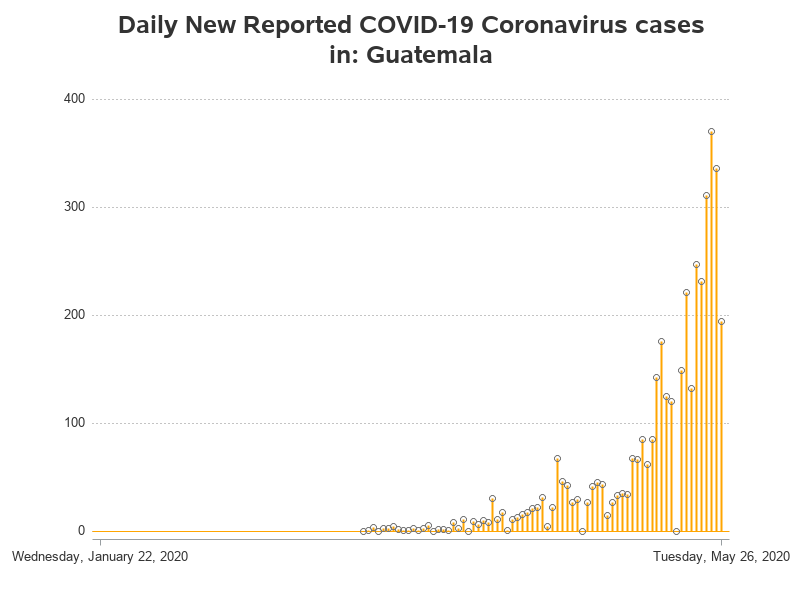 Daily New Reported COVID-19 Coronavirus cases
in: Guatemala
400
300
200
100
0
Wednesday, January 22, 2020
Tuesday, May 26, 2020